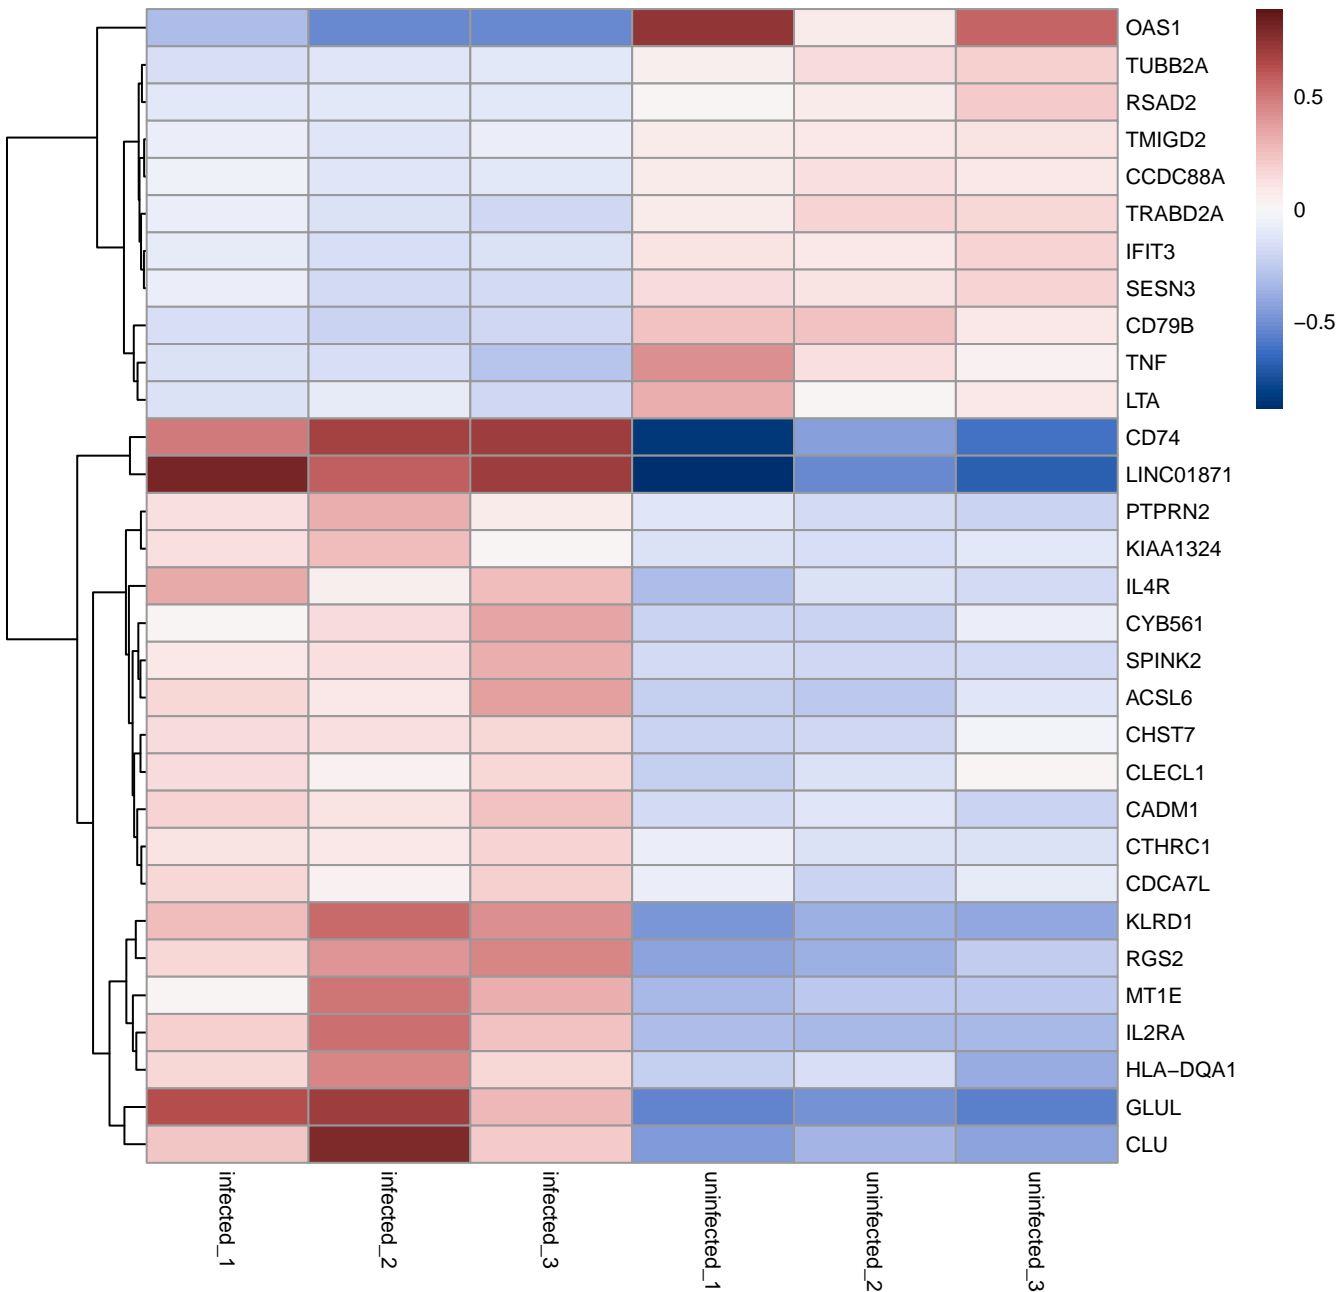 OAS1
TUBB2A
RSAD2
TMIGD2
CCDC88A
TRABD2A
IFIT3
SESN3
CD79B
TNF
LTA
CD74
LINC01871
PTPRN2
KIAA1324
IL4R
CYB561
SPINK2
ACSL6
CHST7
CLECL1
CADM1
CTHRC1
CDCA7L
KLRD1
RGS2
MT1E
IL2RA
HLA−DQA1
GLUL
CLU
0.5
0
−0.5
infected_1
infected_2
infected_3
uninfected_1
uninfected_2
uninfected_3